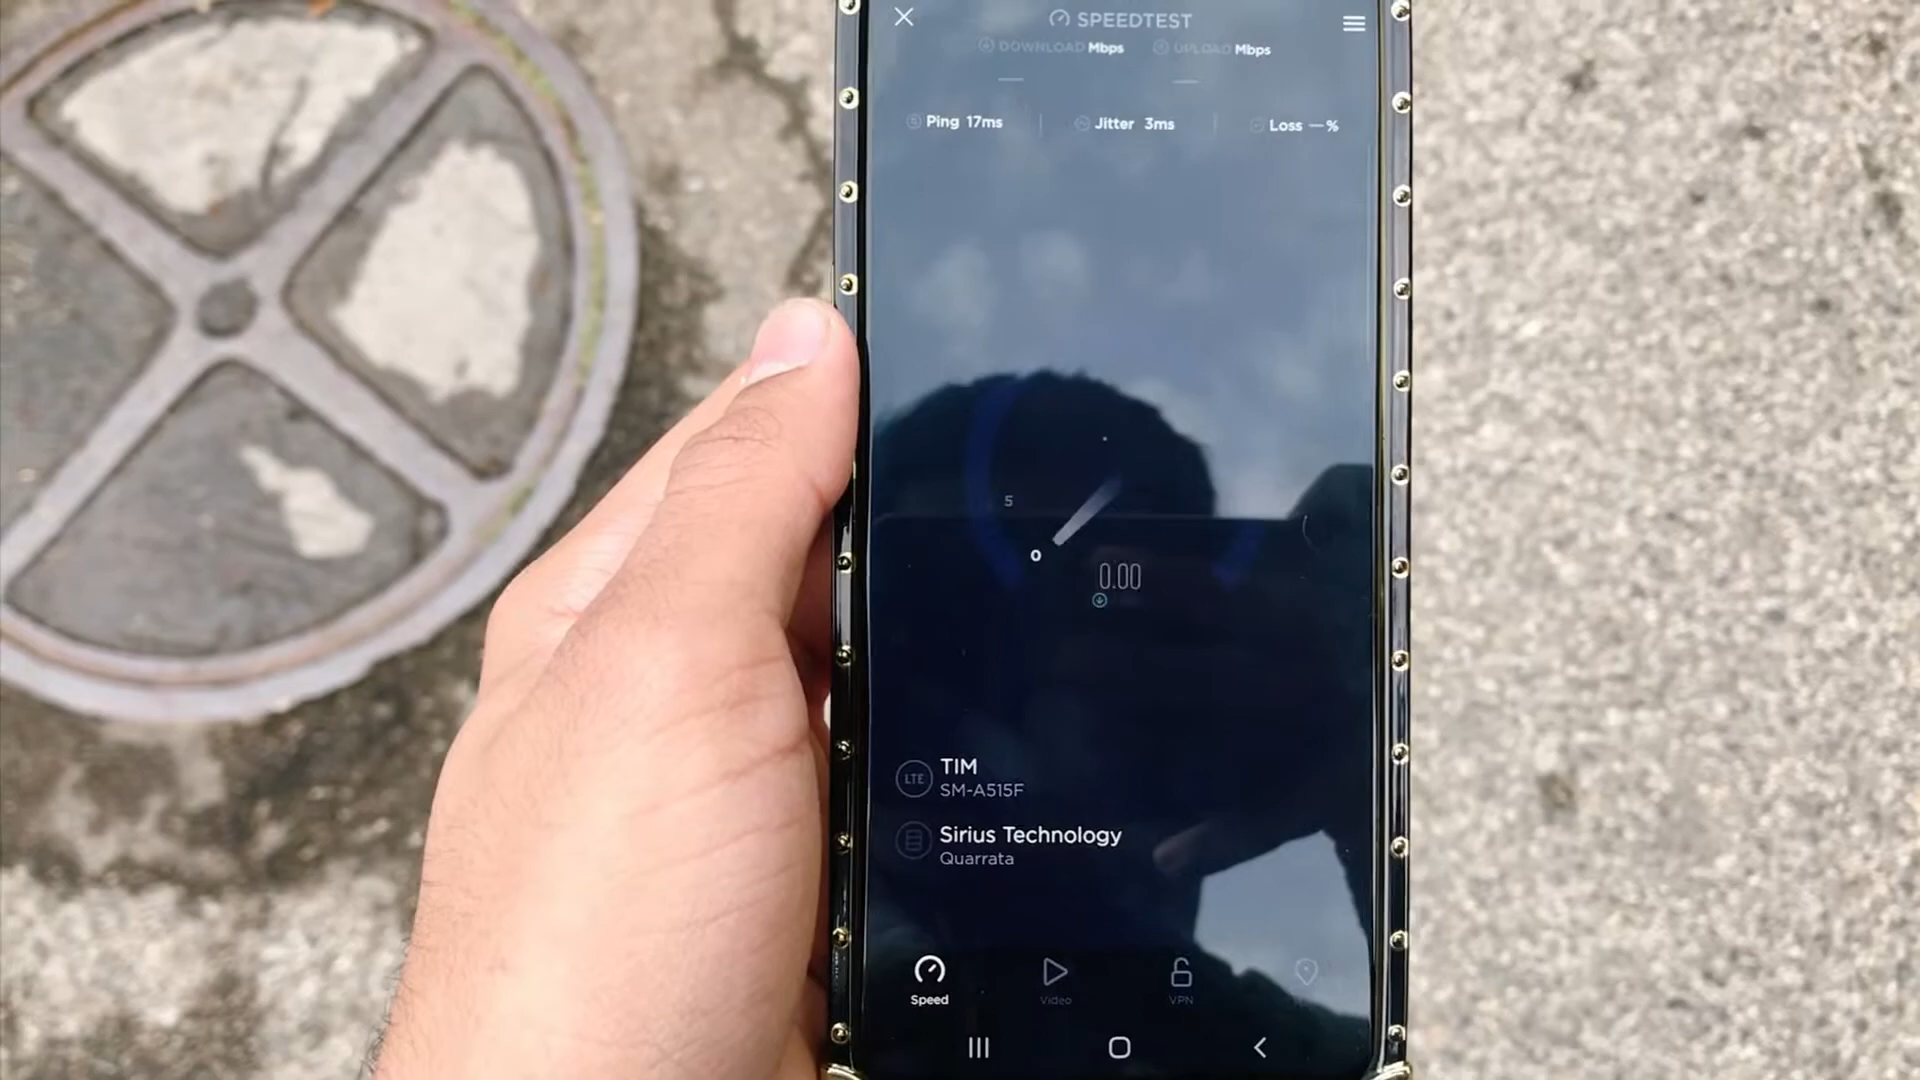 SPEEDTEST
DOWNLOAD Mbps UPLOAD Mbps
Ping 17ms Jitter 3ms Loss —%
5
0
0.00
LTE
TIM
SM-A515F
Sirius Technology
Quarrata
Speed Video VPN